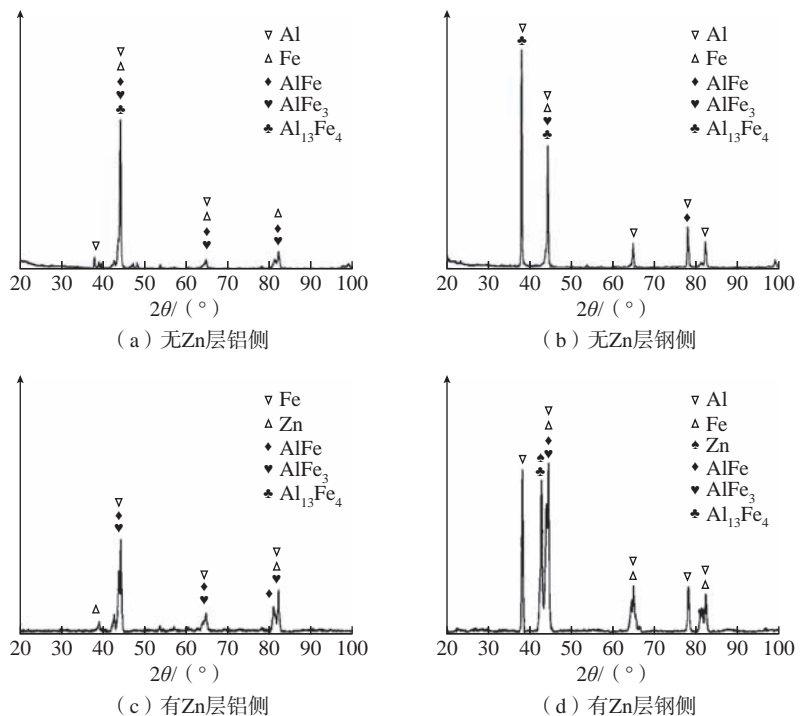 ▽ Al
△ Fe
♦ AlFe
♥ AlFe₃
♣ Al₁₃Fe₄
20 30 40 50 60 70 80 90 100
2θ/（°）
（a）无Zn层铝侧
▽ Al
△ Fe
♦ AlFe
♥ AlFe₃
♣ Al₁₃Fe₄
20 30 40 50 60 70 80 90 100
2θ/（°）
（b）无Zn层钢侧
▽ Fe
△ Zn
♦ AlFe
♥ AlFe₃
♣ Al₁₃Fe₄
20 30 40 50 60 70 80 90 100
2θ/（°）
（c）有Zn层铝侧
▽ Al
△ Fe
♠ Zn
♦ AlFe
♥ AlFe₃
♣ Al₁₃Fe₄
20 30 40 50 60 70 80 90 100
2θ/（°）
（d）有Zn层钢侧